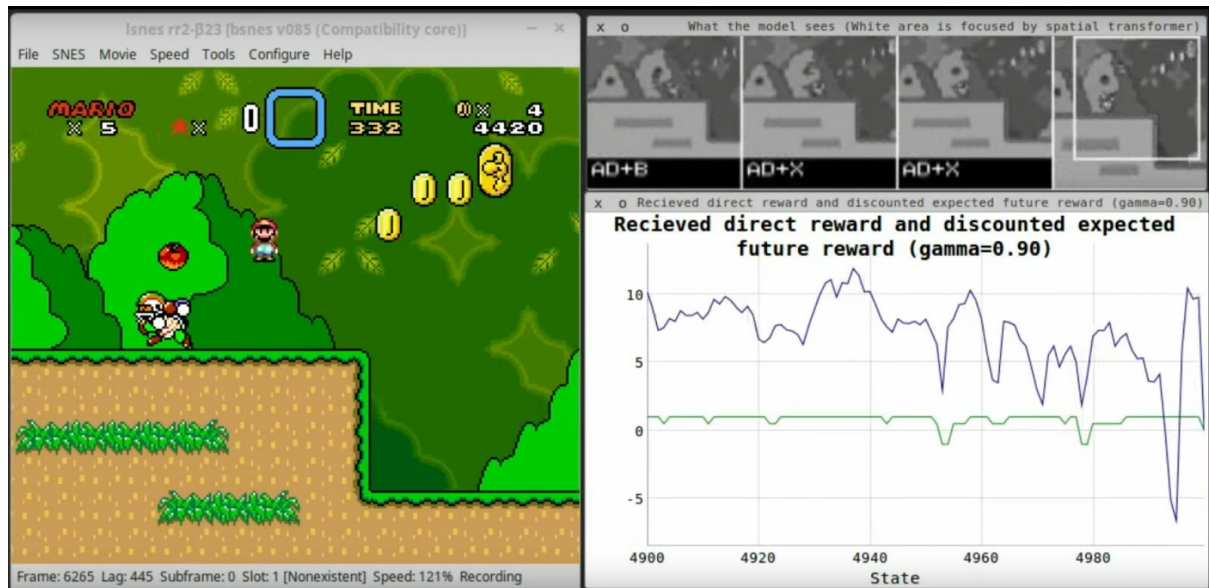 lsnes rr2-β23 [bsnes v085 (Compatibility core)]
File SNES Movie Speed Tools Configure Help
MARIO TIME x 4
x 5 x 0 332 4420
Frame: 6265 Lag: 445 Subframe: 0 Slot: 1 [Nonexistent] Speed: 121% Recording
x o What the model sees (White area is focused by spatial transformer)
AD+B AD+X AD+X
x o Recieved direct reward and discounted expected future reward (gamma=0.90)
Recieved direct reward and discounted expected
future reward (gamma=0.90)
10
5
0
-5
4900 4920 4940 4960 4980
State